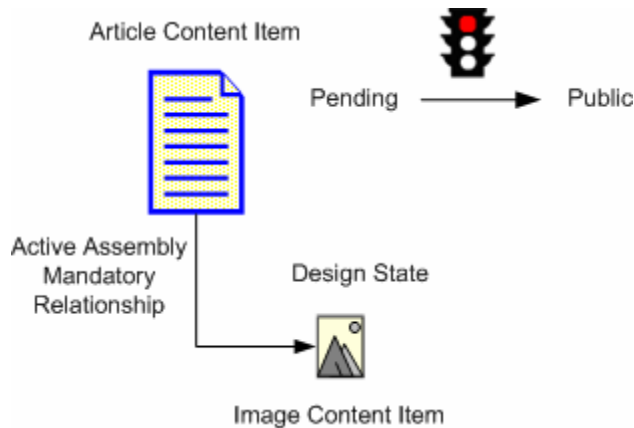 Article Content Item
Pending
Public
Active Assembly
Mandatory
Relationship
Design State
Image Content Item